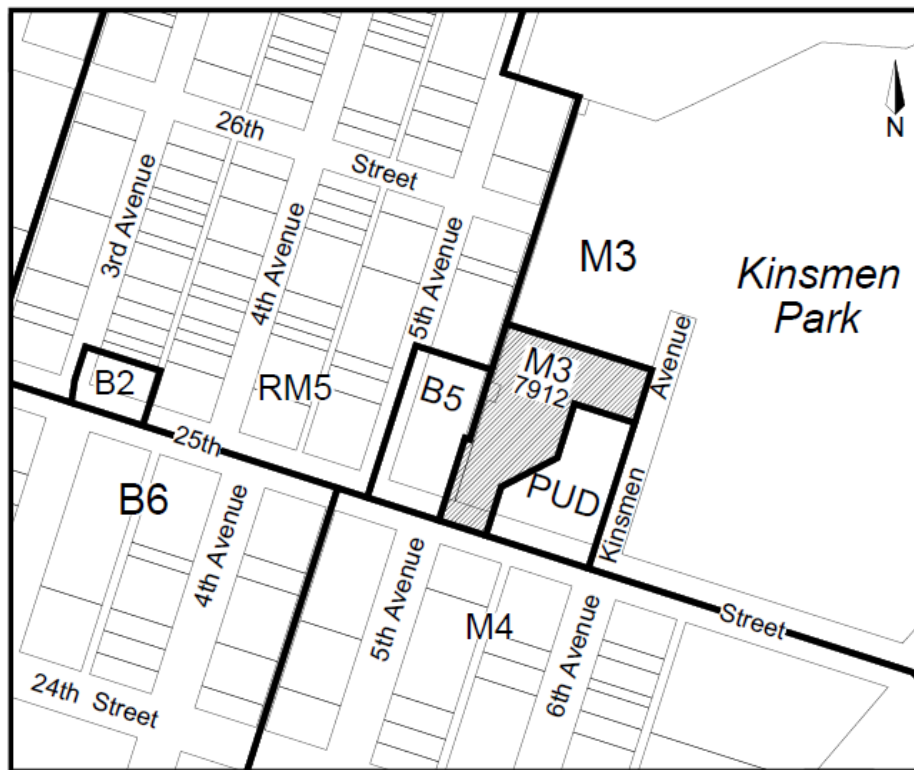 26th
Street
N
3rd Avenue
4th Avenue
5th Avenue
M3
Kinsmen
Park
M3
7912
Avenue
B2
RM5
B5
25th
PUD
Kinsmen
B6
4th Avenue
5th Avenue
M4
6th Avenue
Street
24th Street